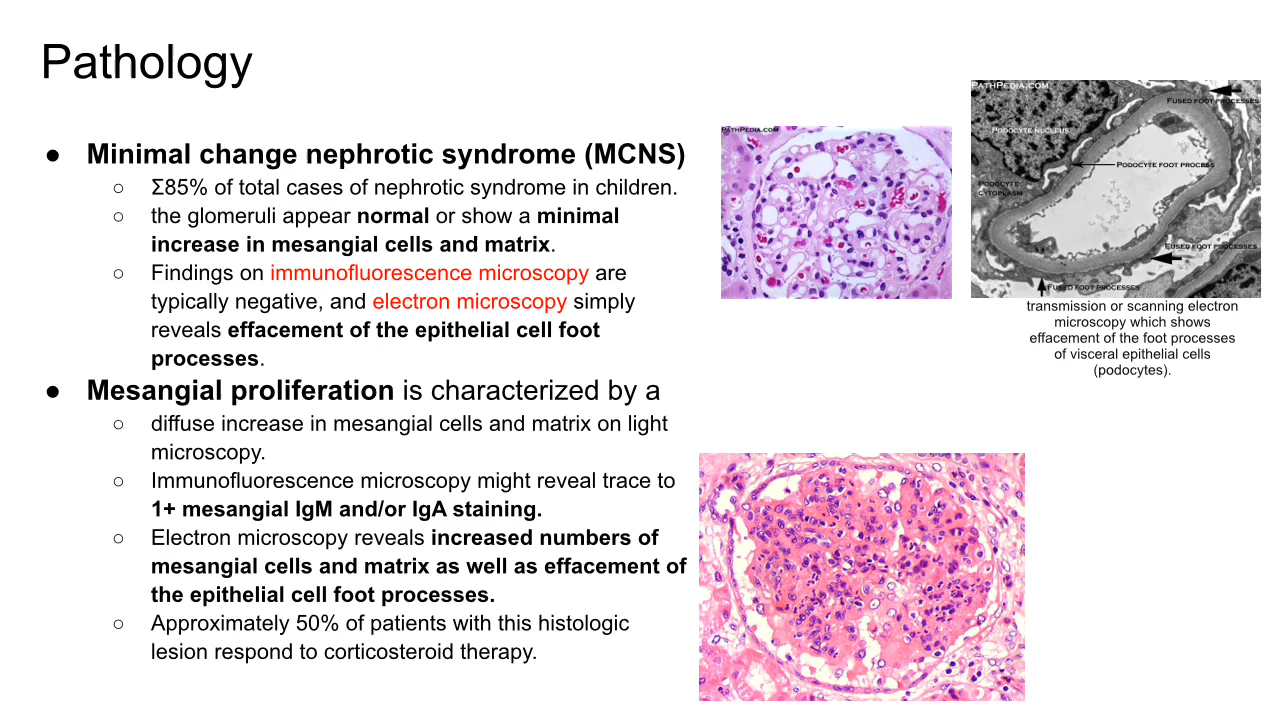 Pathology
● Minimal change nephrotic syndrome (MCNS)
○ Σ85% of total cases of nephrotic syndrome in children.
○ the glomeruli appear normal or show a minimal
increase in mesangial cells and matrix.
○ Findings on immunofluorescence microscopy are
typically negative, and electron microscopy simply
reveals effacement of the epithelial cell foot
processes.
● Mesangial proliferation is characterized by a
○ diffuse increase in mesangial cells and matrix on light
microscopy.
○ Immunofluorescence microscopy might reveal trace to
1+ mesangial IgM and/or IgA staining.
○ Electron microscopy reveals increased numbers of
mesangial cells and matrix as well as effacement of
the epithelial cell foot processes.
○ Approximately 50% of patients with this histologic
lesion respond to corticosteroid therapy.
PathPedia.com
PathPedia.com
Fused foot processes
Podocyte nucleus
Podocyte foot process
Podocyte
cytoplasm
Fused foot processes
Fused foot processes
transmission or scanning electron
microscopy which shows
effacement of the foot processes
of visceral epithelial cells
(podocytes).